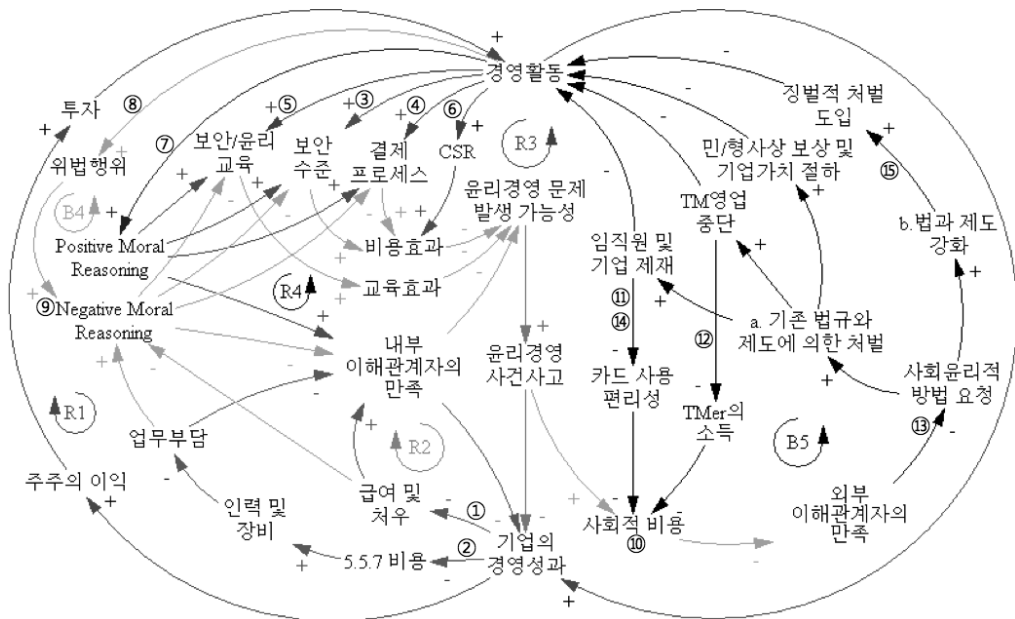 경영활동
투자
⑧
위법행위
⑦
+⑤
보안/윤리
교육
+③
보안
수준
④
+
결제
프로세스
⑥
+
CSR
R3
윤리경영 문제
발생 가능성
징벌적 처벌
도입
민/형사상 보상 및
기업가치 절하
⑮
TM영업
중단
임직원 및
기업 제재
b.법과 제도
강화
B4
Positive Moral
Reasoning
비용효과
교육효과
R4
⑨
Negative Moral
Reasoning
⑪
⑭
⑫
a. 기존 법규와
제도에 의한 처벌
내부
이해관계자의
만족
윤리경영
사건사고
카드 사용
편리성
TMer의
소득
사회윤리적
방법 요청
⑬
R1
업무부담
R2
B5
주주의 이익
인력 및
장비
급여 및
처우
①
②
5.5.7 비용
기업의
경영성과
사회적 비용
⑩
외부
이해관계자의
만족